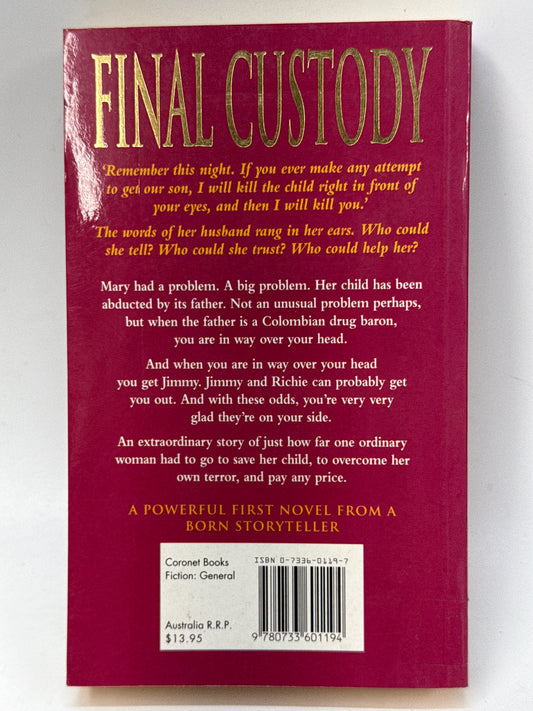 FINAL CUSTODY
'Remember this night. If you ever make any attempt
to get our son, I will kill the child right in front of
your eyes, and then I will kill you.'
The words of her husband rang in her ears. Who could
she tell? Who could she trust? Who could help her?
Mary had a problem. A big problem. Her child has been
abducted by its father. Not an unusual problem perhaps,
but when the father is a Colombian drug baron,
you are in way over your head.
And when you are in way over your head
you get Jimmy. Jimmy and Richie can probably get
you out. And with these odds, you're very very
glad they're on your side.
An extraordinary story of just how far one ordinary
woman had to go to save her child, to overcome her
own terror, and pay any price.
A POWERFUL FIRST NOVEL FROM A
BORN STORYTELLER
Coronet Books
Fiction: General
Australia R.R.P.
$13.95
ISBN 0-7336-0119-7
9 780733 601194